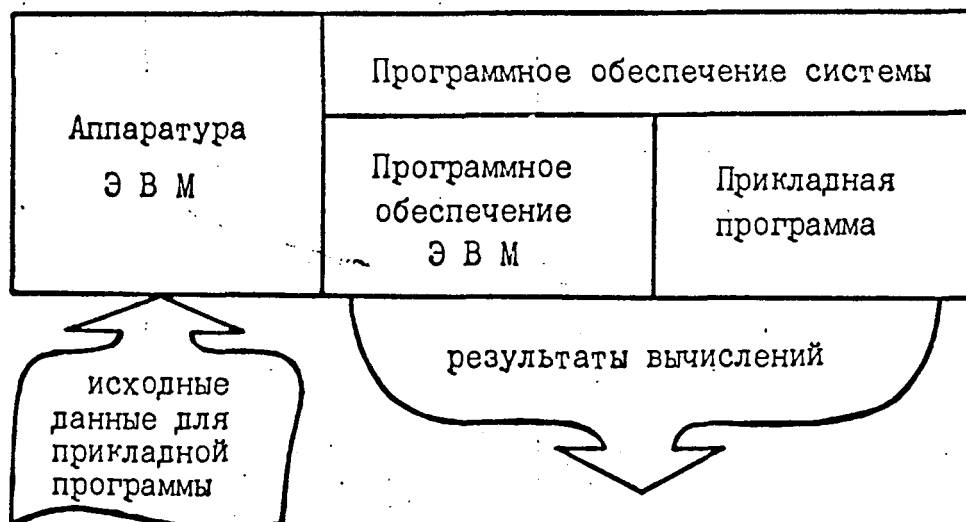 Программное обеспечение системы
Аппаратура
Э В М
Программное
обеспечение
Э В М
Прикладная
программа
результаты вычислений
исходные
данные для
прикладной
программы